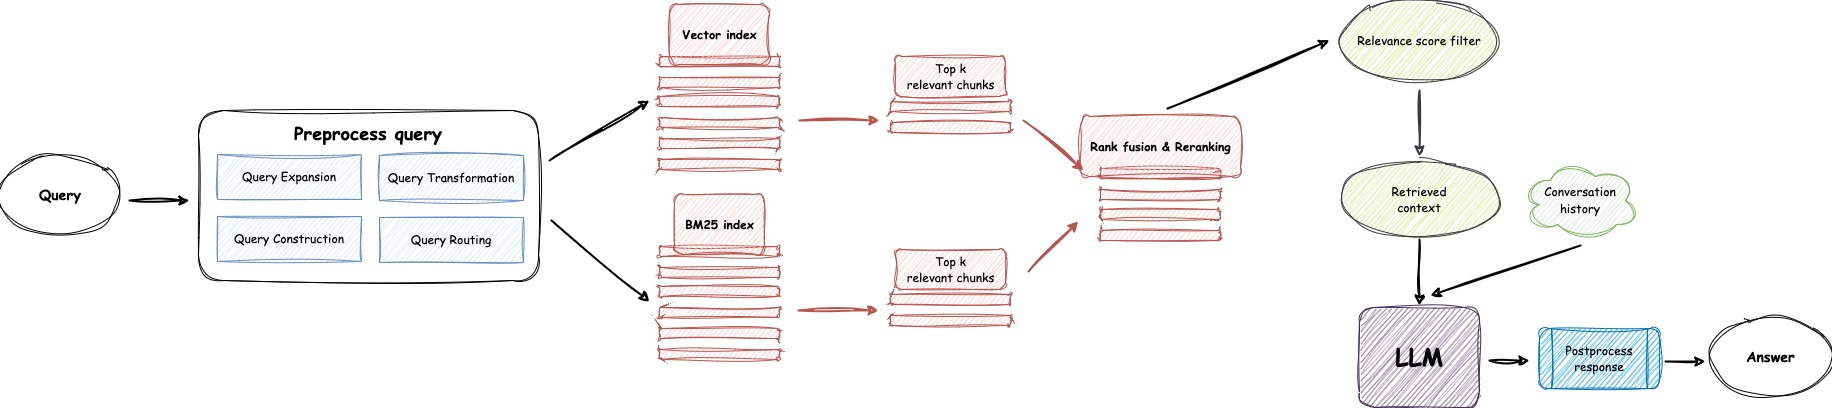 Query
Preprocess query
Query Expansion
Query Transformation
Query Construction
Query Routing
Vector index
BM25 index
Top k
relevant chunks
Top k
relevant chunks
Rank fusion & Reranking
Relevance score filter
Retrieved
context
Conversation
history
LLM
Postprocess
response
Answer